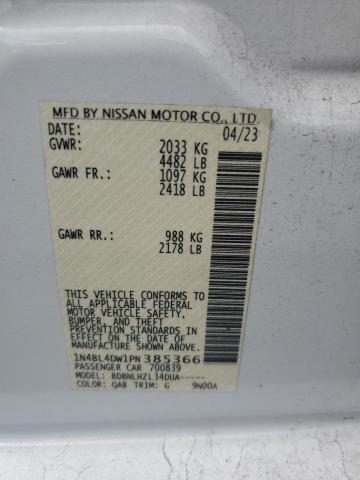 MFD BY NISSAN MOTOR CO., LTD.
DATE: 04/23
GVWR: 2033 KG
4482 LB
GAWR FR.: 1097 KG
2418 LB
GAWR RR.: 988 KG
2178 LB
THIS VEHICLE CONFORMS TO
ALL APPLICABLE FEDERAL
MOTOR VEHICLE SAFETY,
BUMPER, AND THEFT
PREVENTION STANDARDS IN
EFFECT ON THE DATE OF
MANUFACTURE SHOWN ABOVE.
1N4BL4DW1PN385366
PASSENGER CAR 700839
MODEL: BDBNLHZL34DUA-----
COLOR: QAB TRIM: G 9N00A